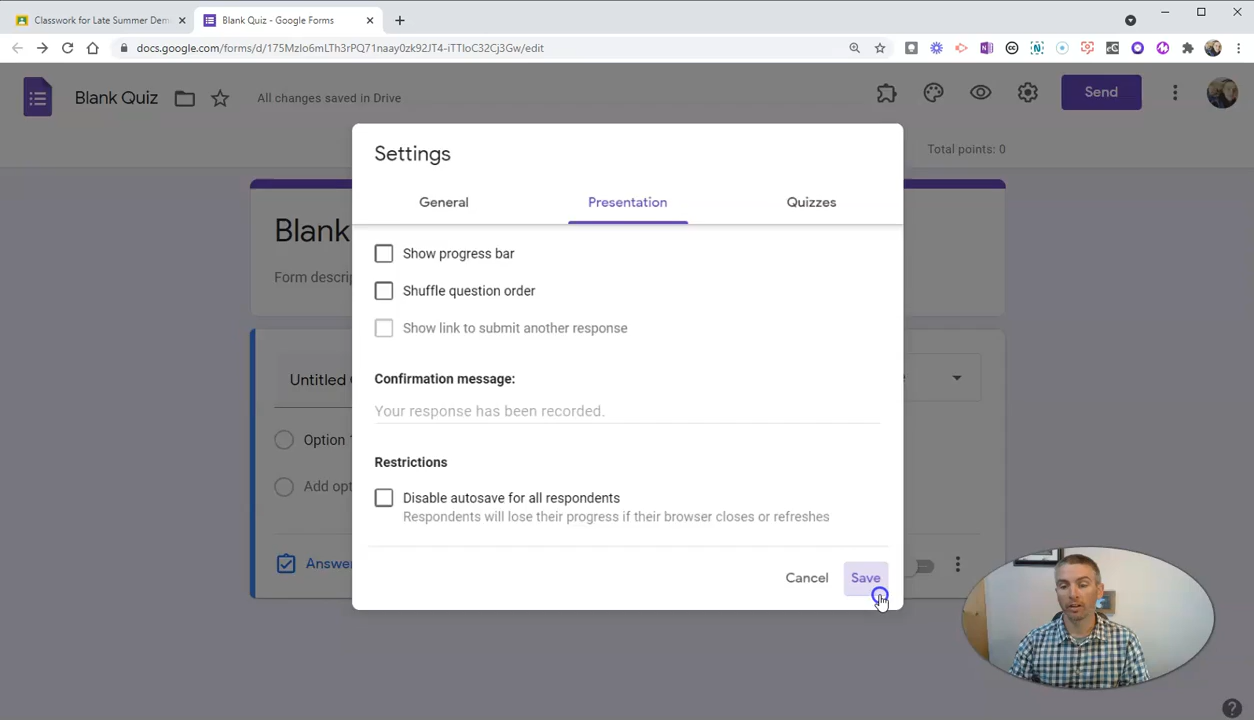 Classwork for Late Summer Dem
Blank Quiz - Google Forms
docs.google.com/forms/d/175MzIo6mLTh3rPQ71naay0zk92JT4-iTTIoC32Cj3Gw/edit
Blank Quiz
All changes saved in Drive
Send
Total points: 0
Settings
General
Presentation
Quizzes
Blank
Form descrip
Show progress bar
Shuffle question order
Show link to submit another response
Untitled
Confirmation message:
Your response has been recorded.
Option
Restrictions
Add opt
Disable autosave for all respondents
Respondents will lose their progress if their browser closes or refreshes
Answer
Cancel
Save